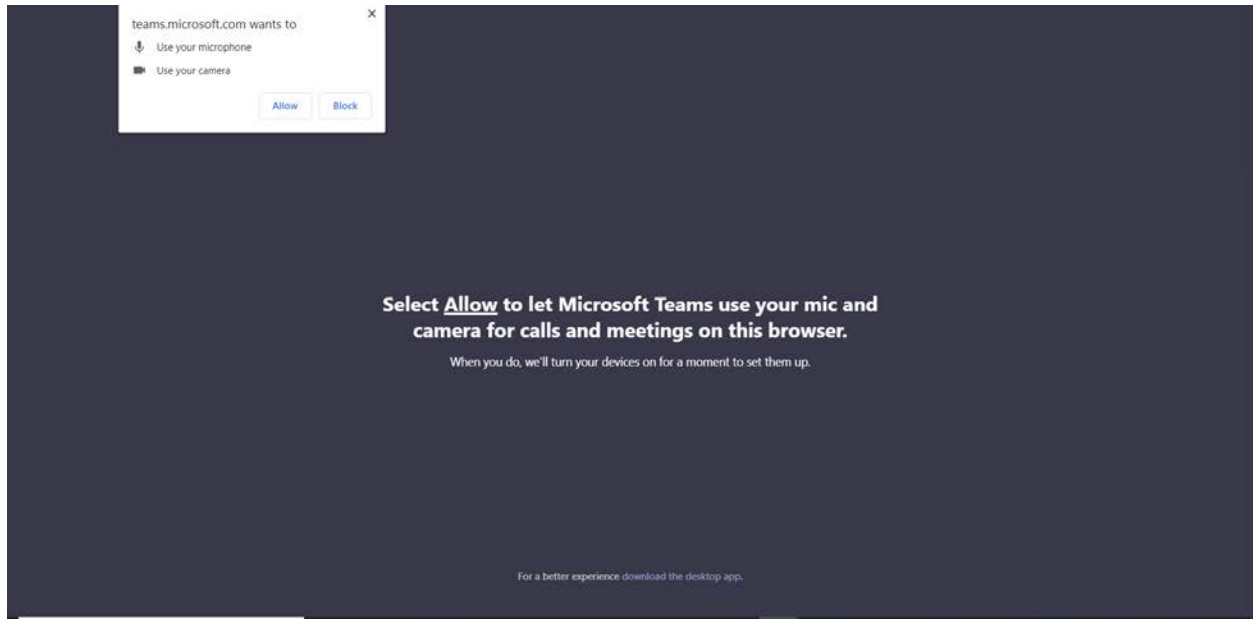 teams.microsoft.com wants to
Use your microphone
Use your camera
Allow Block
Select Allow to let Microsoft Teams use your mic and
camera for calls and meetings on this browser.
When you do, we'll turn your devices on for a moment to set them up.
For a better experience download the desktop app.